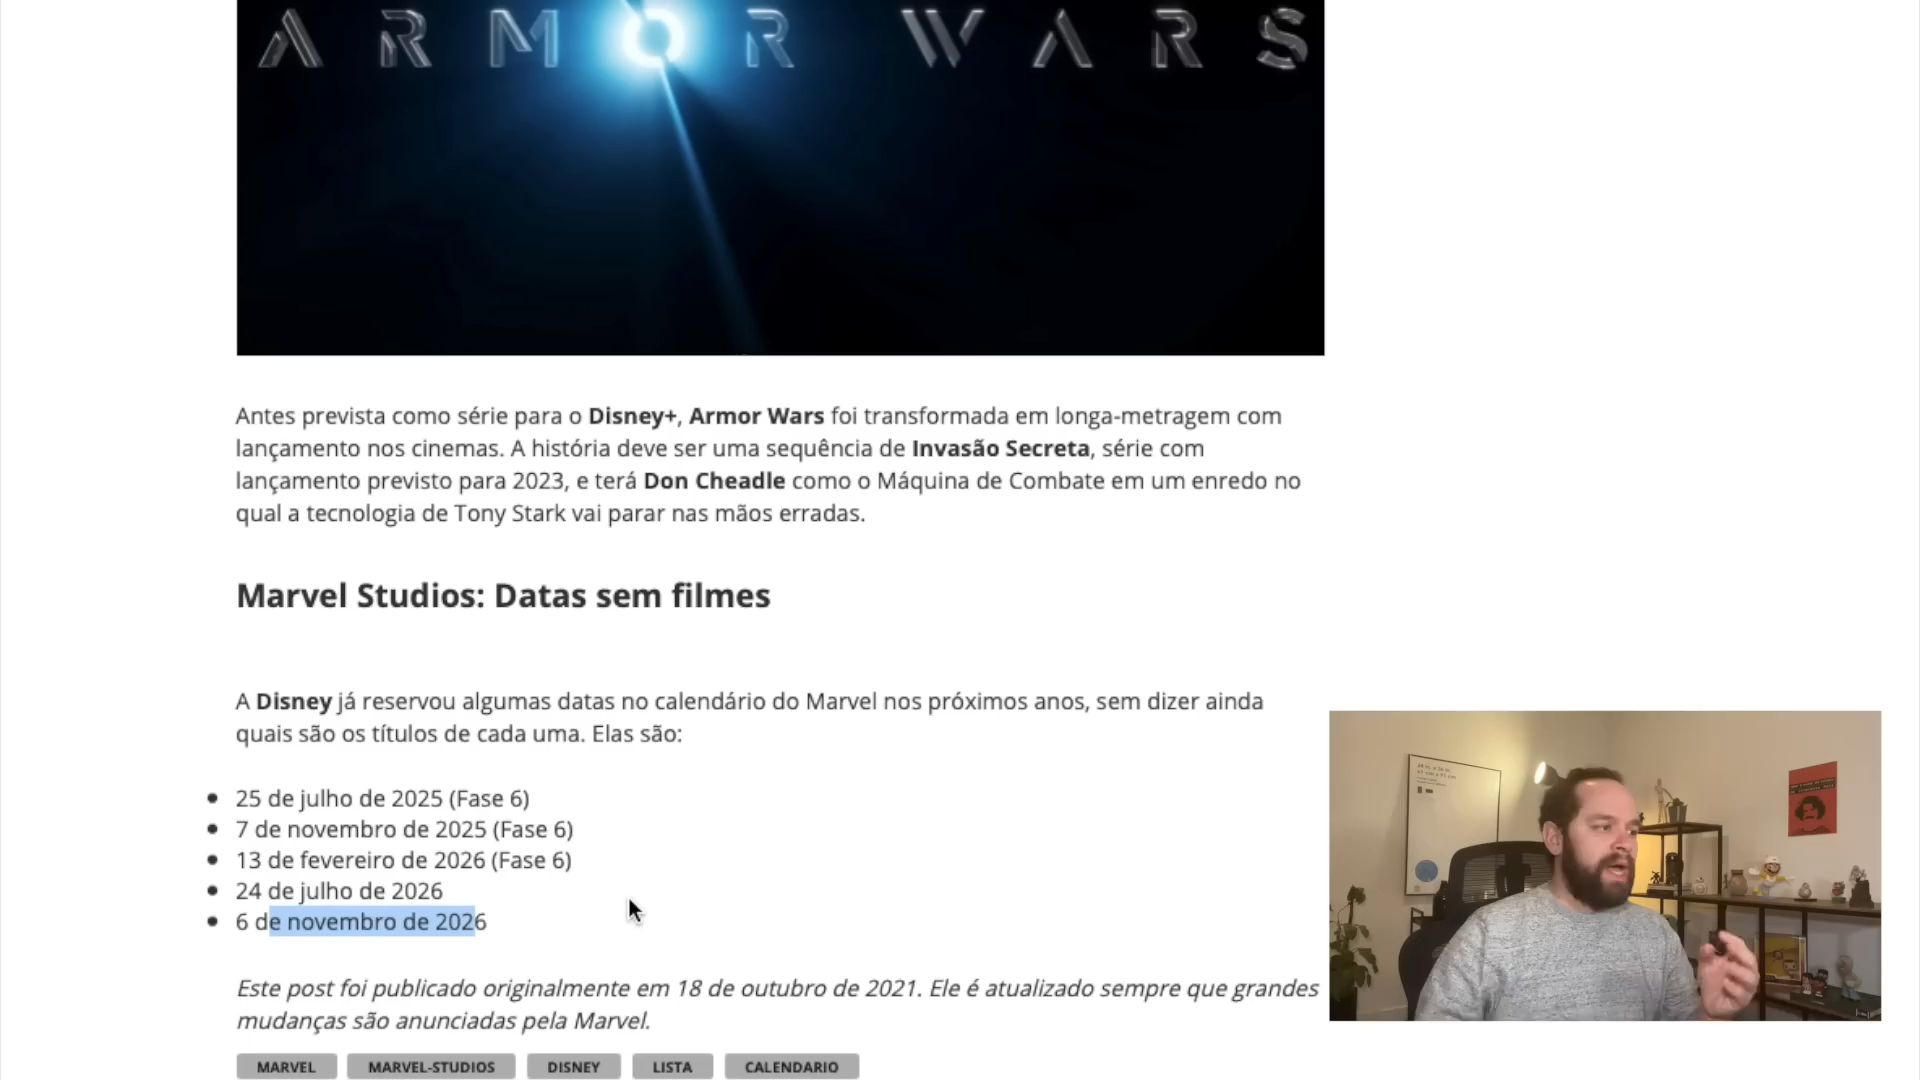 ARMOR WARS
Antes prevista como série para o Disney+, Armor Wars foi transformada em longa-metragem com
lançamento nos cinemas. A história deve ser uma sequência de Invasão Secreta, série com
lançamento previsto para 2023, e terá Don Cheadle como o Máquina de Combate em um enredo no
qual a tecnologia de Tony Stark vai parar nas mãos erradas.
Marvel Studios: Datas sem filmes
A Disney já reservou algumas datas no calendário do Marvel nos próximos anos, sem dizer ainda
quais são os títulos de cada uma. Elas são:
25 de julho de 2025 (Fase 6)
7 de novembro de 2025 (Fase 6)
13 de fevereiro de 2026 (Fase 6)
24 de julho de 2026
6 de novembro de 2026
Este post foi publicado originalmente em 18 de outubro de 2021. Ele é atualizado sempre que grandes
mudanças são anunciadas pela Marvel.
MARVEL MARVEL-STUDIOS DISNEY LISTA CALENDARIO